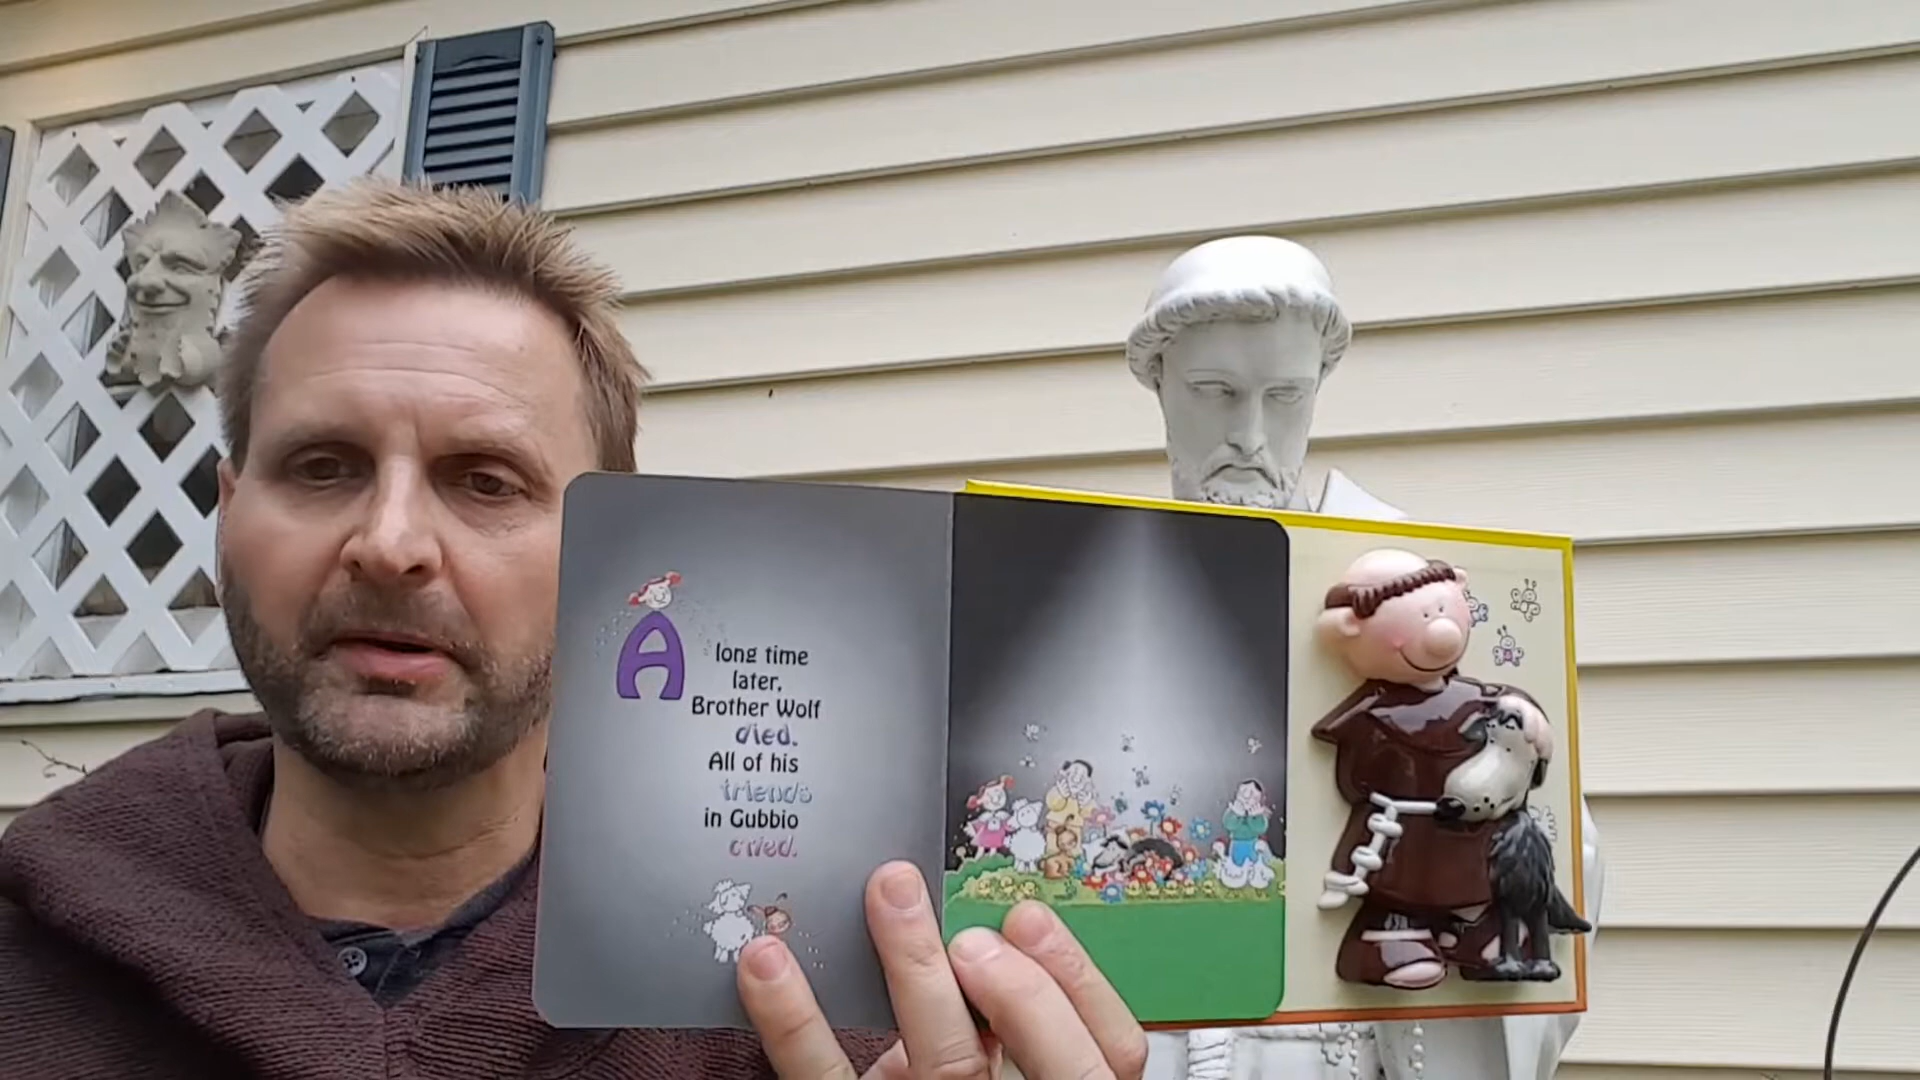 A long time
later,
Brother Wolf
died.
All of his
friends
in Gubbio
cried.